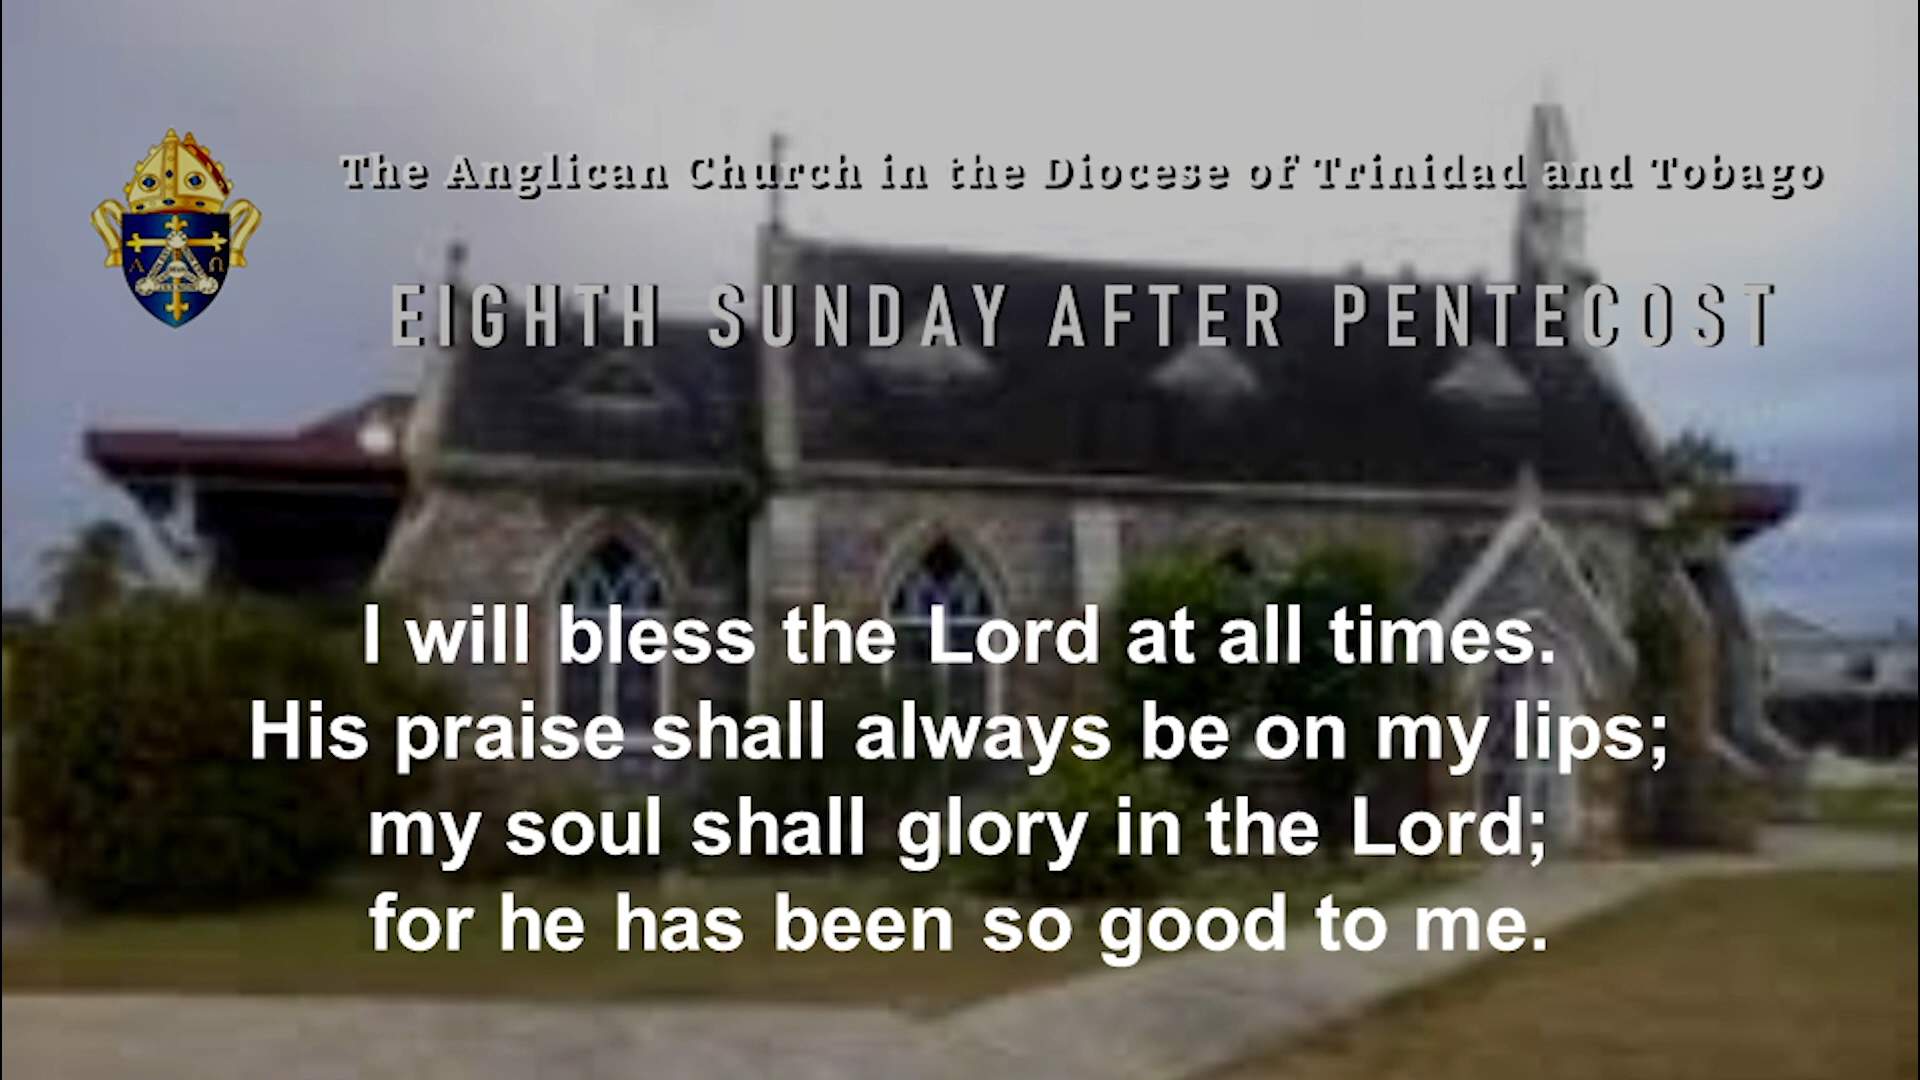 The Anglican Church in the Diocese of Trinidad and Tobago
EIGHTH SUNDAY AFTER PENTECOST
I will bless the Lord at all times.
His praise shall always be on my lips;
my soul shall glory in the Lord;
for he has been so good to me.